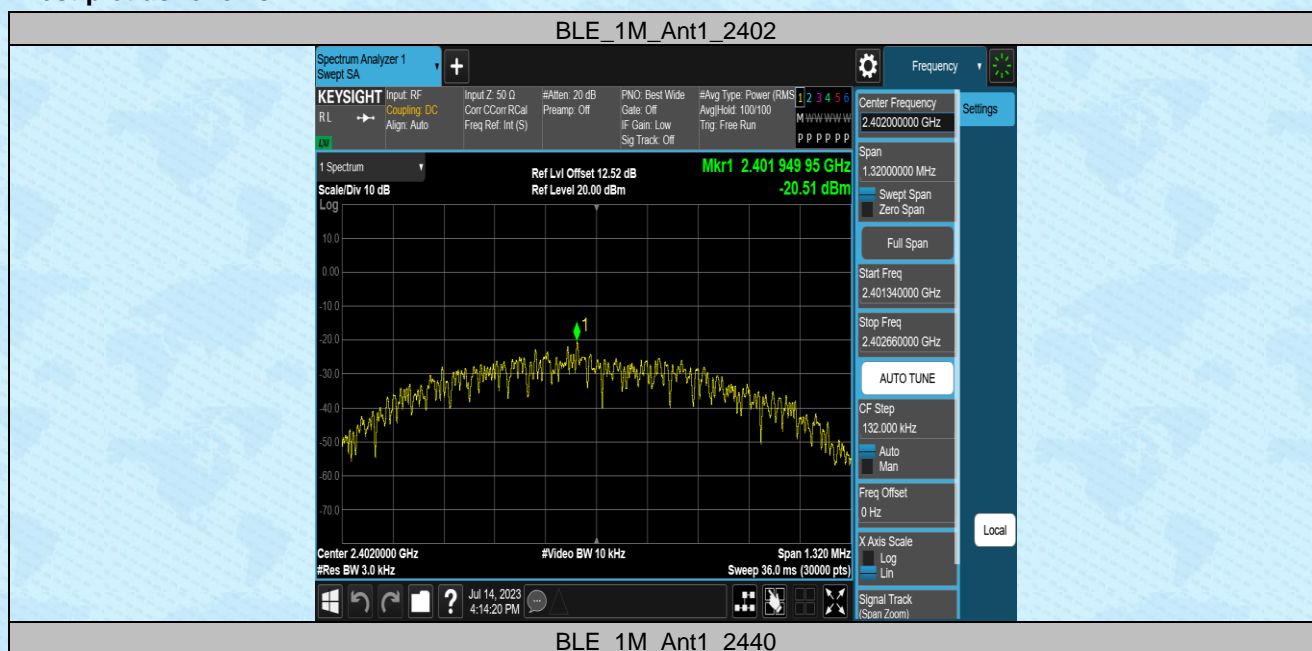 BLE_1M_Ant1_2402
Spectrum Analyzer 1
Swept SA
+
Frequency
KEYSIGHT
RL
LXI
Input: RF
Coupling: DC
Align: Auto
Input Z: 50 Ω
Corr CCorr RCal
Freq Ref: Int (S)
#Atten: 20 dB
Preamp: Off
PNO: Best Wide
Gate: Off
IF Gain: Low
Sig Track: Off
#Avg Type: Power (RMS
Avg|Hold: 100/100
Trig: Free Run
1 2 3 4 5 6
M W W W W W
P P P P P P
1 Spectrum
Scale/Div 10 dB
Log
Ref Lvl Offset 12.52 dB
Ref Level 20.00 dBm
Mkr1 2.401 949 95 GHz
-20.51 dBm
10.0
0.00
-10.0
1
-20.0
-30.0
-40.0
-50.0
-60.0
-70.0
Center 2.4020000 GHz
#Res BW 3.0 kHz
#Video BW 10 kHz
Span 1.320 MHz
Sweep 36.0 ms (30000 pts)
?
Jul 14, 2023
4:14:20 PM
Center Frequency
2.402000000 GHz
Settings
Span
1.32000000 MHz
Swept Span
Zero Span
Full Span
Start Freq
2.401340000 GHz
Stop Freq
2.402660000 GHz
AUTO TUNE
CF Step
132.000 kHz
Auto
Man
Freq Offset
0 Hz
X Axis Scale
Log
Lin
Local
Signal Track
(Span Zoom)
BLE_1M_Ant1_2440